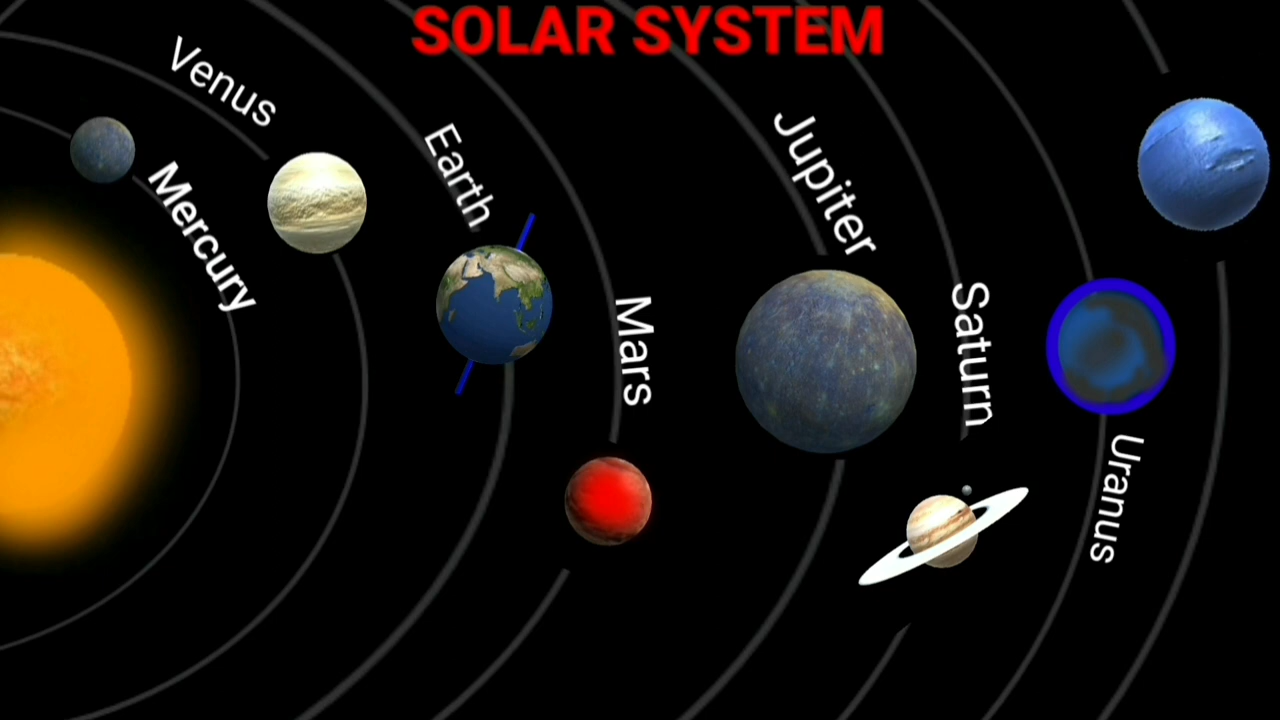 SOLAR SYSTEM
Venus
Mercury
Earth
Mars
Jupiter
Saturn
Uranus